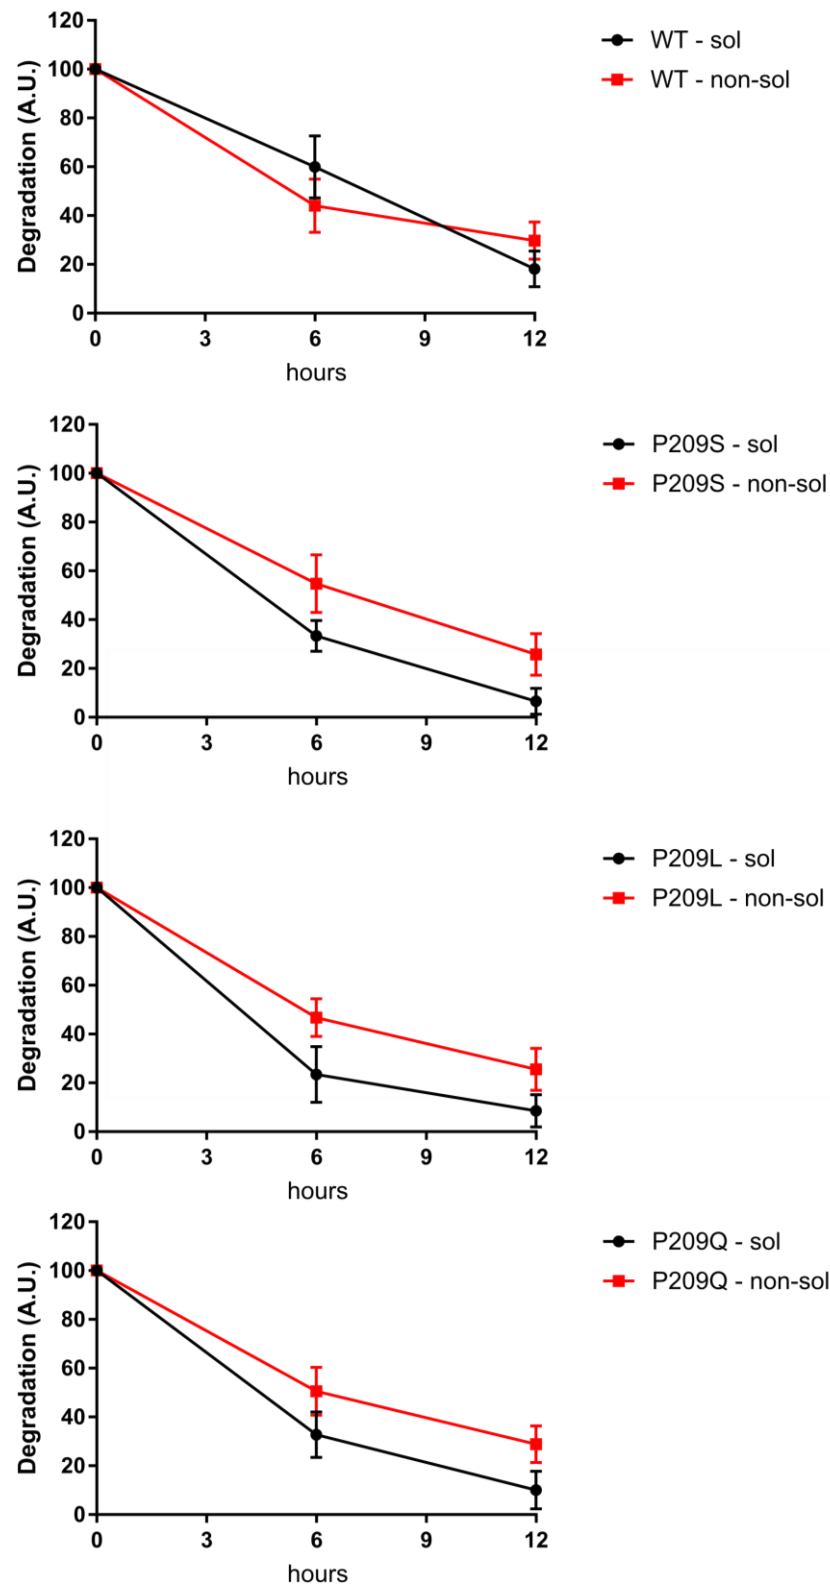 120
100
80
60
40
20
0
Degradation (A.U.)
0 3 6 9 12
hours
WT - sol
WT - non-sol
120
100
80
60
40
20
0
Degradation (A.U.)
0 3 6 9 12
hours
P209S - sol
P209S - non-sol
120
100
80
60
40
20
0
Degradation (A.U.)
0 3 6 9 12
hours
P209L - sol
P209L - non-sol
120
100
80
60
40
20
0
Degradation (A.U.)
0 3 6 9 12
hours
P209Q - sol
P209Q - non-sol